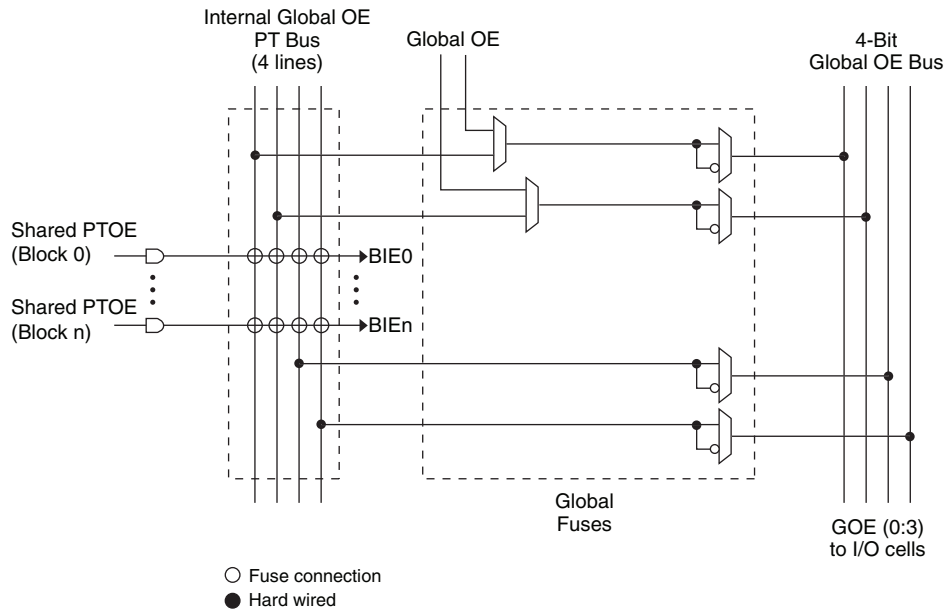 Internal Global OE
PT Bus
(4 lines)
Global OE
4-Bit
Global OE Bus
Shared PTOE
(Block 0)
BIE0
Shared PTOE
(Block n)
BIEn
Global
Fuses
GOE (0:3)
to I/O cells
Fuse connection
Hard wired